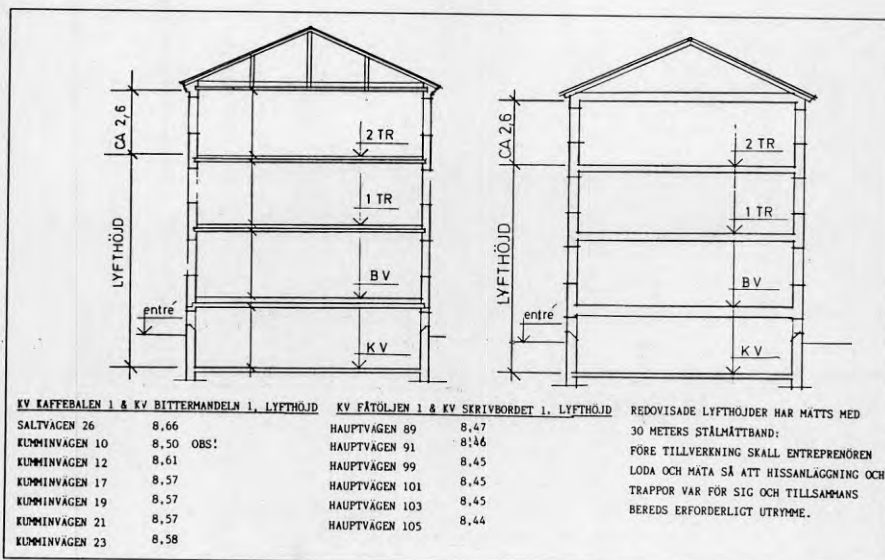 CA 2,6
2 TR
1 TR
LYFTHÖJD
BV
entré
KV
CA 2,6
2 TR
1 TR
LYFTHÖJD
BV
entré
KV
KV KAFFEBALEN 1 & KV BITTERMANDELN 1, LYFTHÖJD
SALTVÄGEN 26 8,66
KUMMINVÄGEN 10 8,50 OBS!
KUMMINVÄGEN 12 8,61
KUMMINVÄGEN 17 8,57
KUMMINVÄGEN 19 8,57
KUMMINVÄGEN 21 8,57
KUMMINVÄGEN 23 8,58
KV FÅTÖLJEN 1 & KV SKRIVBORDET 1, LYFTHÖJD
HAUPTVÄGEN 89 8,47
HAUPTVÄGEN 91 8,46
HAUPTVÄGEN 99 8,45
HAUPTVÄGEN 101 8,45
HAUPTVÄGEN 103 8,45
HAUPTVÄGEN 105 8,44
REDOVISADE LYFTHÖJDER HAR MÄTTS MED
30 METERS STÅLMÅTTBAND:
FÖRE TILLVERKNING SKALL ENTREPRENÖREN
LODA OCH MÄTA SÅ ATT HISSANLÄGGNING OCH
TRAPPOR VAR FÖR SIG OCH TILLSAMMANS
BEREDS ERFORDERLIGT UTRYMME.